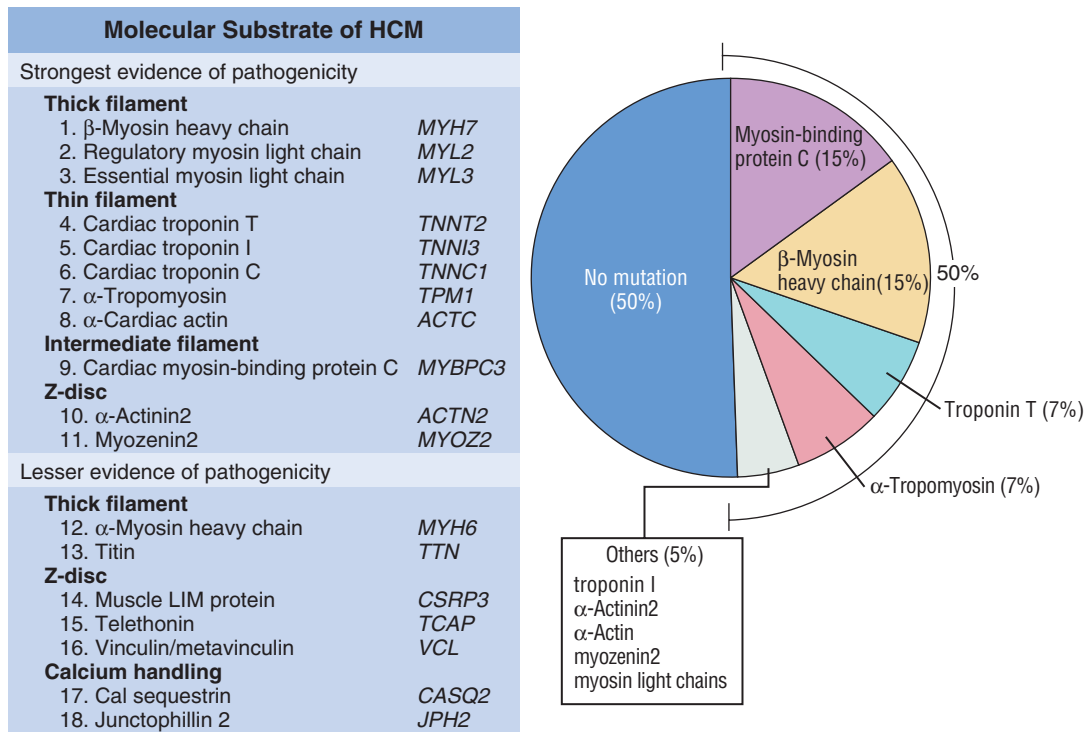 Molecular Substrate of HCM
Strongest evidence of pathogenicity
Thick filament
1. β-Myosin heavy chain MYH7
2. Regulatory myosin light chain MYL2
3. Essential myosin light chain MYL3
Thin filament
4. Cardiac troponin T TNNT2
5. Cardiac troponin I TNNI3
6. Cardiac troponin C TNNC1
7. α-Tropomyosin TPM1
8. α-Cardiac actin ACTC
Intermediate filament
9. Cardiac myosin-binding protein C MYBPC3
Z-disc
10. α-Actinin2 ACTN2
11. Myozenin2 MYOZ2
Lesser evidence of pathogenicity
Thick filament
12. α-Myosin heavy chain MYH6
13. Titin TTN
Z-disc
14. Muscle LIM protein CSRP3
15. Telethonin TCAP
16. Vinculin/metavinculin VCL
Calcium handling
17. Cal sequestrin CASQ2
18. Junctophillin 2 JPH2
Myosin-binding
protein C (15%)
β-Myosin
heavy chain(15%)
50%
No mutation
(50%)
Troponin T (7%)
α-Tropomyosin (7%)
Others (5%)
troponin I
α-Actinin2
α-Actin
myozenin2
myosin light chains